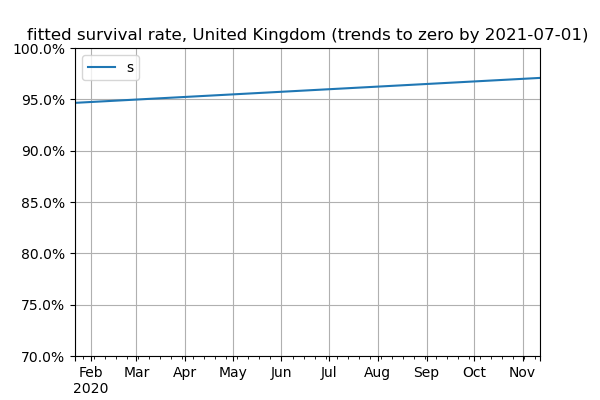 fitted survival rate, United Kingdom (trends to zero by 2021-07-01)
100.0%
s
95.0%
90.0%
85.0%
80.0%
75.0%
70.0%
Feb Mar Apr May Jun Jul Aug Sep Oct Nov
2020